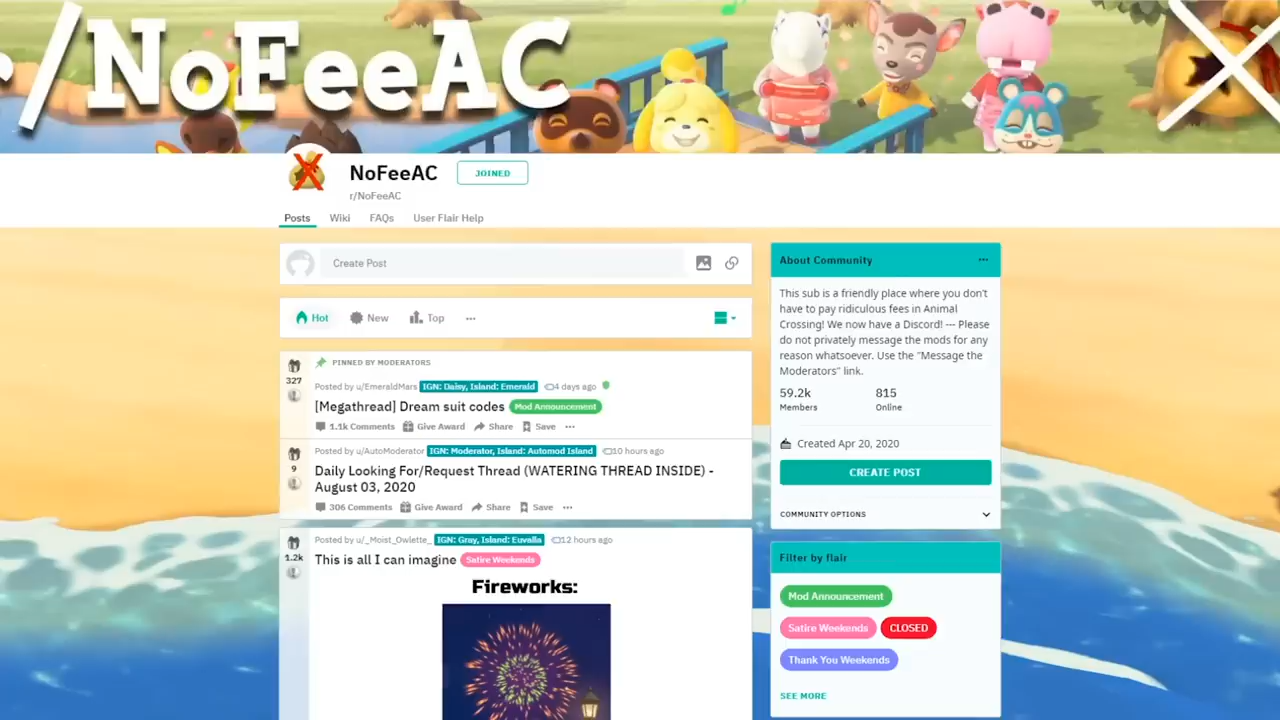 r/NoFeeAC
NoFeeAC
JOINED
r/NoFeeAC
Posts
Wiki
FAQs
User Flair Help
Create Post
Hot
New
Top
PINNED BY MODERATORS
327
Posted by u/EmeraldMars IGN: Daisy, Island: Emerald 4 days ago
[Megathread] Dream suit codes Mod Announcement
1.1k Comments Give Award Share Save
Posted by u/AutoModerator IGN: Moderator, Island: Automod Island 10 hours ago
9
Daily Looking For/Request Thread (WATERING THREAD INSIDE) -
August 03, 2020
306 Comments Give Award Share Save
Posted by u/_Moist_Owlette_ IGN: Gray, Island: Euvalla 12 hours ago
1.2k
This is all I can imagine Satire Weekends
Fireworks:
About Community
This sub is a friendly place where you don't
have to pay ridiculous fees in Animal
Crossing! We now have a Discord! --- Please
do not privately message the mods for any
reason whatsoever. Use the "Message the
Moderators" link.
59.2k
Members
815
Online
Created Apr 20, 2020
CREATE POST
COMMUNITY OPTIONS
Filter by flair
Mod Announcement
Satire Weekends
CLOSED
Thank You Weekends
SEE MORE